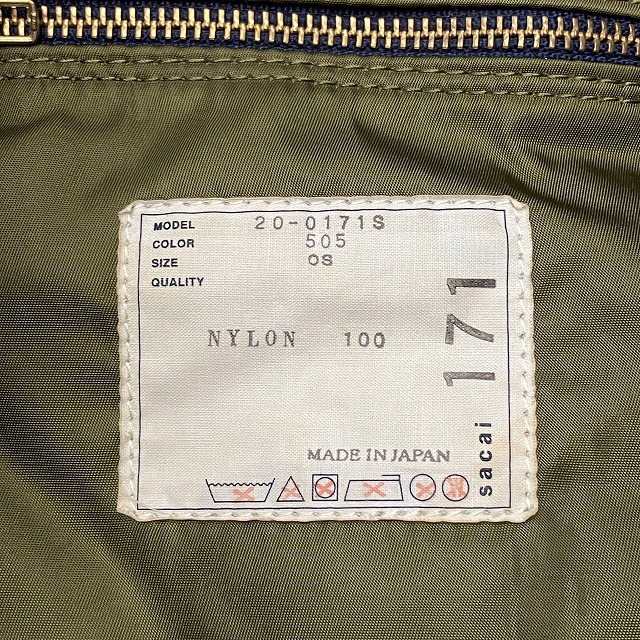 MODEL 20-0171S
COLOR 505
SIZE OS
QUALITY
NYLON 100
171
MADE IN JAPAN
sacai